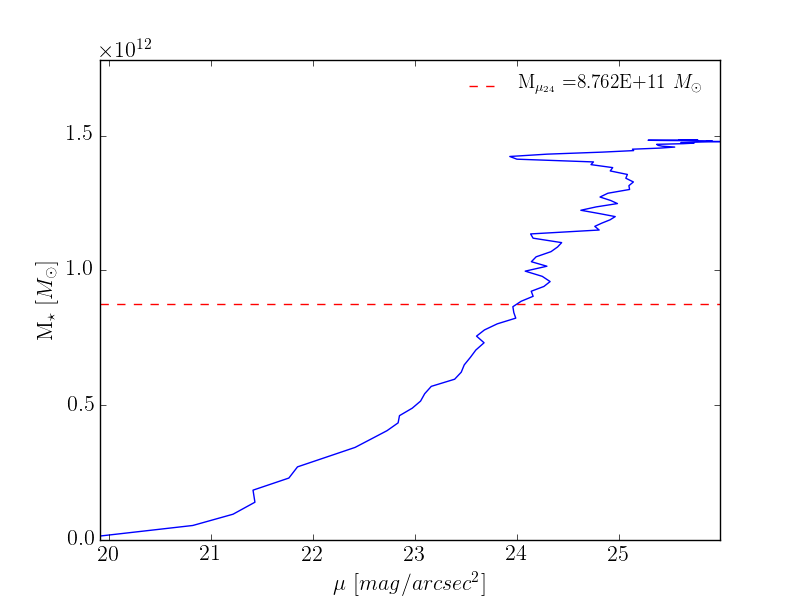 ×10¹²
M_μ₂₄ =8.762E+11 M_⊙
1.5
1.0
0.5
0.0
M⋆ [M_⊙]
20 21 22 23 24 25
μ [mag/arcsec²]